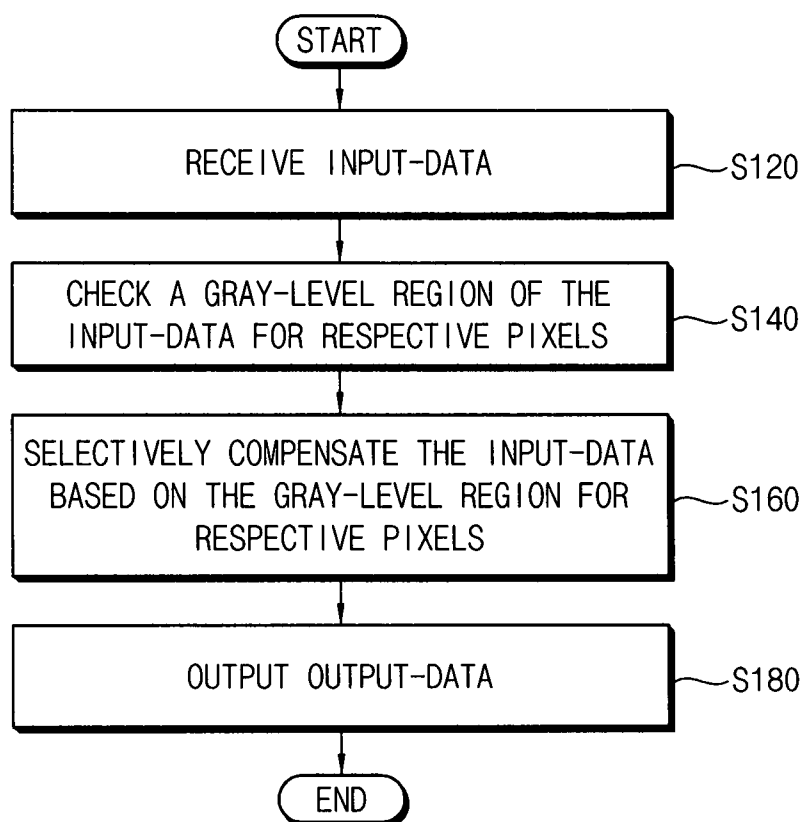 START
RECEIVE INPUT-DATA
S120
CHECK A GRAY-LEVEL REGION OF THE
INPUT-DATA FOR RESPECTIVE PIXELS
S140
SELECTIVELY COMPENSATE THE INPUT-DATA
BASED ON THE GRAY-LEVEL REGION FOR
RESPECTIVE PIXELS
S160
OUTPUT OUTPUT-DATA
S180
END